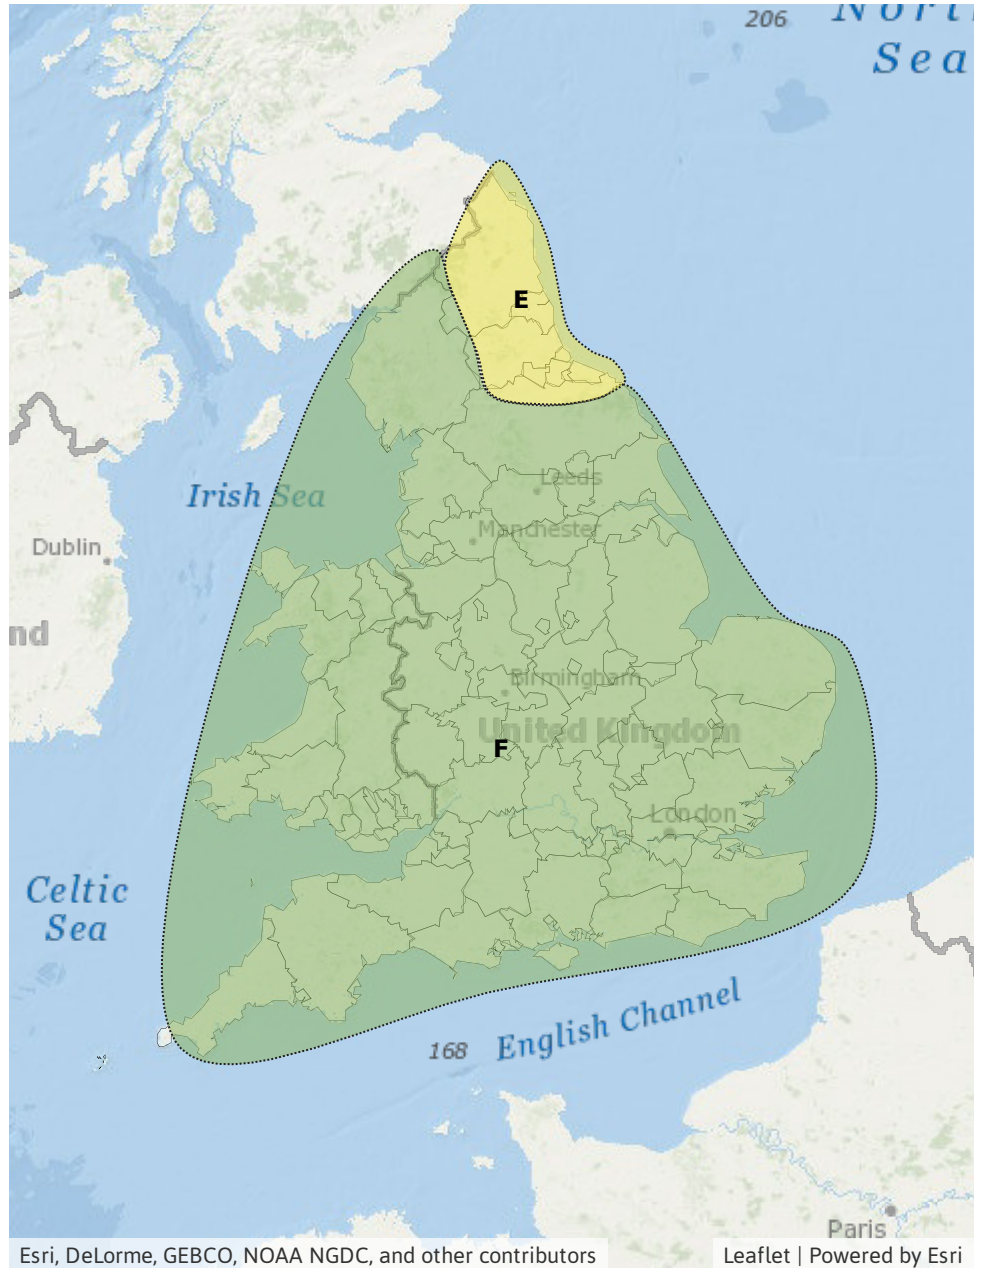 206
Nort
Sea
E
Irish Sea
Leeds
Manchester
Dublin
nd
Birmingham
United Kingdom
F
London
Celtic
Sea
English Channel
168
Paris
Esri, DeLorme, GEBCO, NOAA NGDC, and other contributors
Leaflet | Powered by Esri